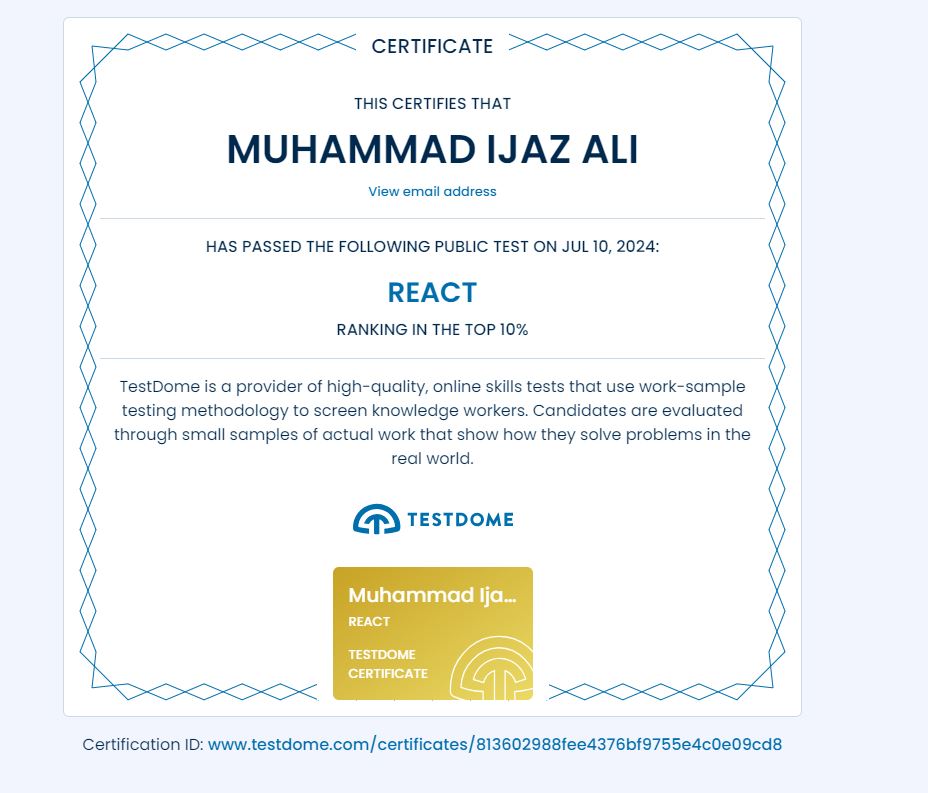 CERTIFICATE
THIS CERTIFIES THAT
MUHAMMAD IJAZ ALI
View email address
HAS PASSED THE FOLLOWING PUBLIC TEST ON JUL 10, 2024:
REACT
RANKING IN THE TOP 10%
TestDome is a provider of high-quality, online skills tests that use work-sample
testing methodology to screen knowledge workers. Candidates are evaluated
through small samples of actual work that show how they solve problems in the
real world.
TESTDOME
Muhammad Ija...
REACT
TESTDOME
CERTIFICATE
Certification ID: www.testdome.com/certificates/813602988fee4376bf9755e4c0e09cd8